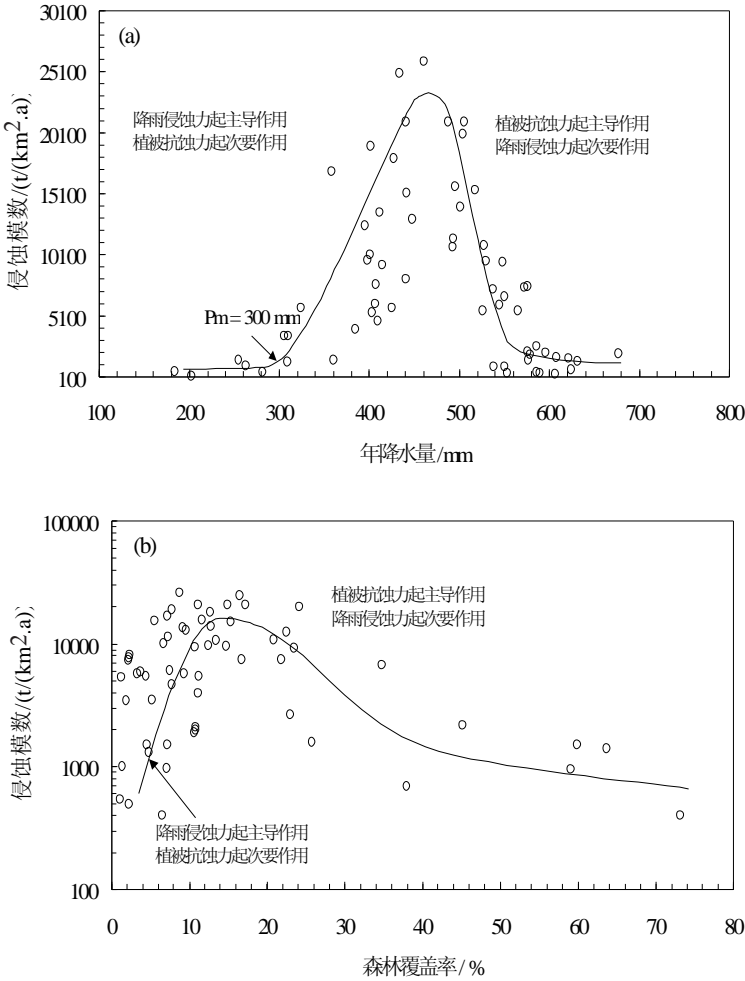 (a)
侵蚀模数/(t/(km².a)
30100
25100
20100
15100
10100
5100
100
降雨侵蚀力起主导作用
植被抗蚀力起次要作用
植被抗蚀力起主导作用
降雨侵蚀力起次要作用
Pm = 300 mm
100 200 300 400 500 600 700 800
年降水量/mm
(b)
侵蚀模数/(t/(km².a)
100000
10000
1000
100
植被抗蚀力起主导作用
降雨侵蚀力起次要作用
降雨侵蚀力起主导作用
植被抗蚀力起次要作用
0 10 20 30 40 50 60 70 80
森林覆盖率/%